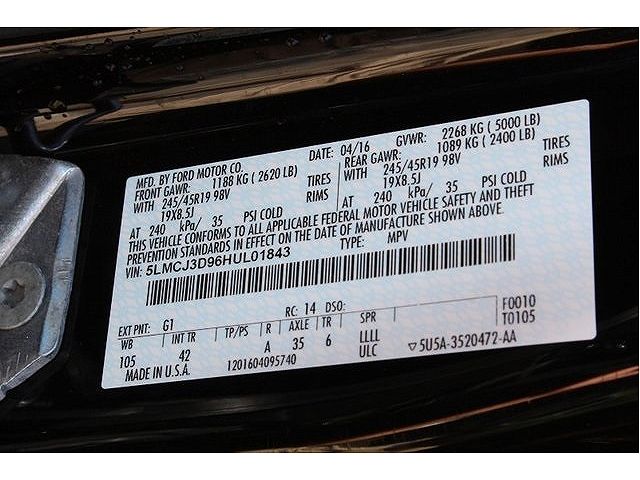 MFD. BY FORD MOTOR CO. DATE: 04/16 GVWR: 2268 KG ( 5000 LB)
FRONT GAWR: 1188 KG ( 2620 LB) REAR GAWR: 1089 KG ( 2400 LB)
WITH 245/45R19 98V TIRES WITH 245/45R19 98V TIRES
19X8.5J RIMS 19X8.5J RIMS
AT 240 kPa/ 35 PSI COLD AT 240 kPa/ 35 PSI COLD
THIS VEHICLE CONFORMS TO ALL APPLICABLE FEDERAL MOTOR VEHICLE SAFETY AND THEFT
PREVENTION STANDARDS IN EFFECT ON THE DATE OF MANUFACTURE SHOWN ABOVE.
VIN: 5LMCJ3D96HUL01843 TYPE: MPV
EXT PNT: G1 RC: 14 DSO: F0010
WB INT TR TP/PS R AXLE TR SPR T0105
105 42 A 35 6 LLLL
MADE IN U.S.A. 1201604095740 ULC ▽5U5A-3520472-AA